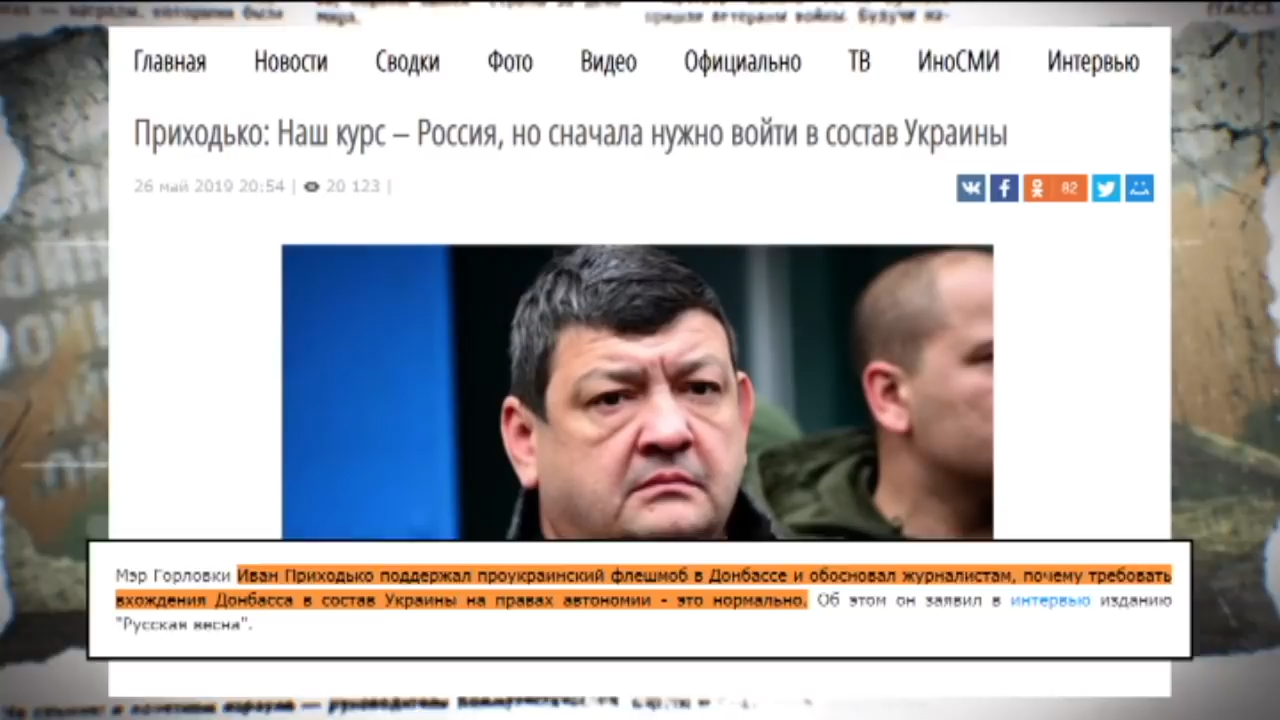 Главная Новости Сводки Фото Видео Официально ТВ ИноСМИ Интервью
Приходько: Наш курс – Россия, но сначала нужно войти в состав Украины
26 май 2019 20:54 | 20 123 |
82
Мэр Горловки Иван Приходько поддержал проукраинский флешмоб в Донбассе и обосновал журналистам, почему требовать
вхождения Донбасса в состав Украины на правах автономии - это нормально. Об этом он заявил в интервью изданию
"Русская весна".